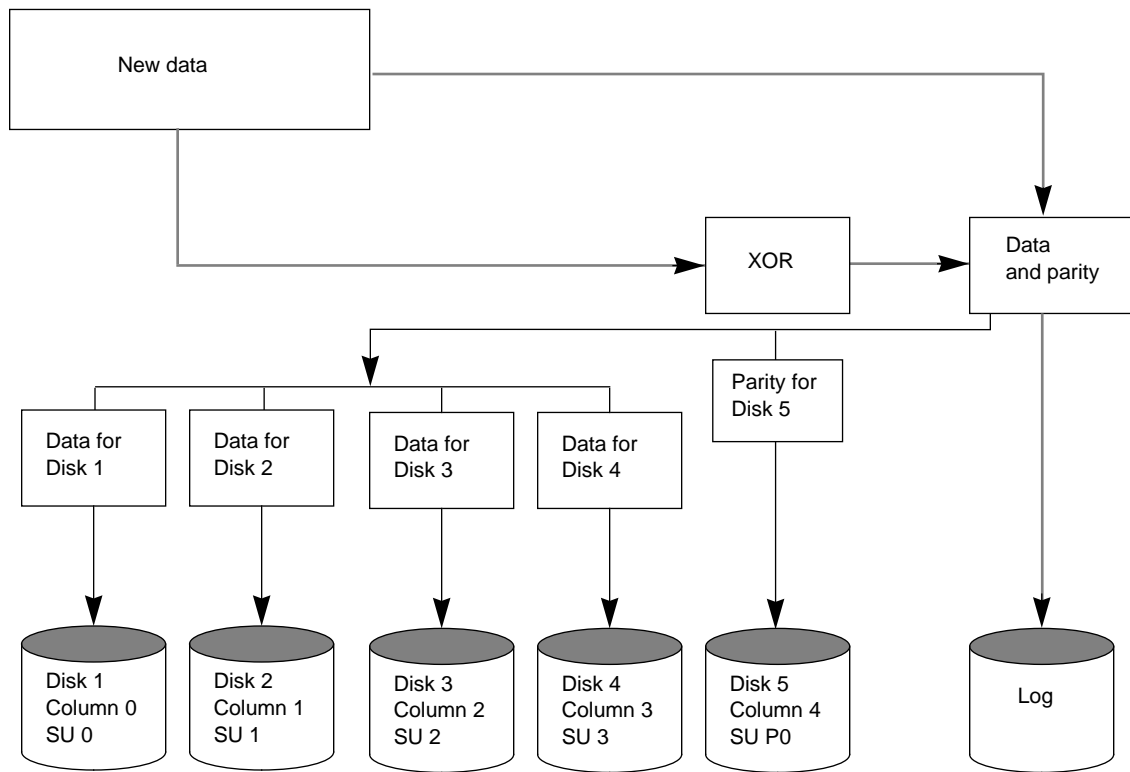 New data
XOR
Data
and parity
Parity for
Disk 5
Data for
Disk 1
Data for
Disk 2
Data for
Disk 3
Data for
Disk 4
Disk 1
Column 0
SU 0
Disk 2
Column 1
SU 1
Disk 3
Column 2
SU 2
Disk 4
Column 3
SU 3
Disk 5
Column 4
SU P0
Log